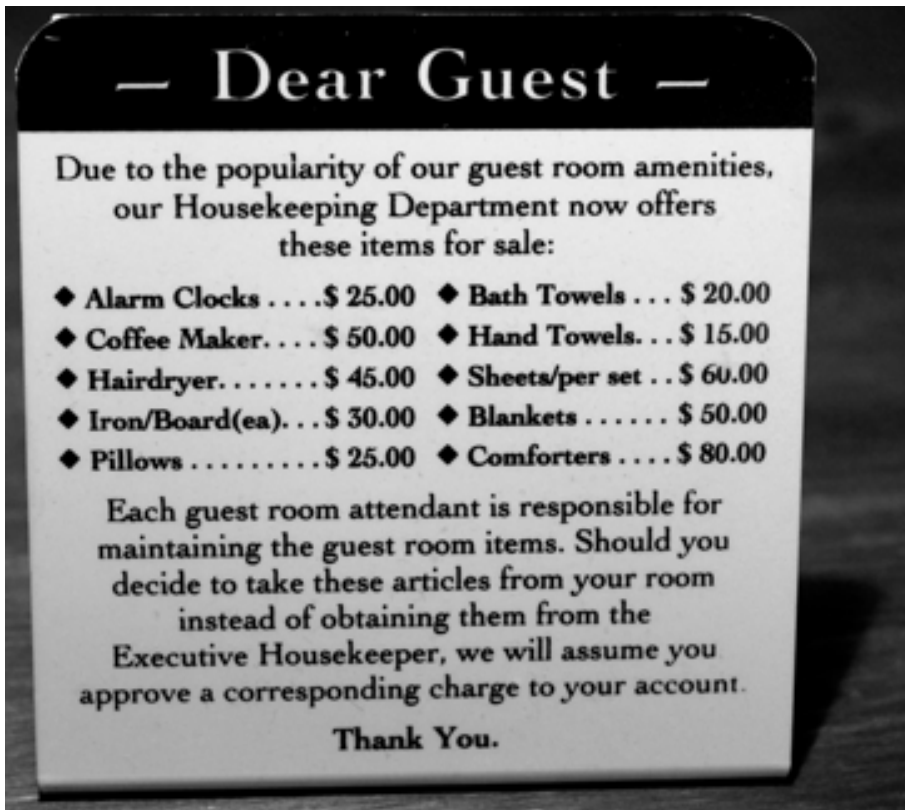 — Dear Guest —
Due to the popularity of our guest room amenities,
our Housekeeping Department now offers
these items for sale:
◆ Alarm Clocks ....$ 25.00 ◆ Bath Towels ... $ 20.00
◆ Coffee Maker....$ 50.00 ◆ Hand Towels...$ 15.00
◆ Hairdryer.......$ 45.00 ◆ Sheets/per set ..$ 60.00
◆ Iron/Board(ea)...$ 30.00 ◆ Blankets ......$ 50.00
◆ Pillows .........$ 25.00 ◆ Comforters ....$ 80.00
Each guest room attendant is responsible for
maintaining the guest room items. Should you
decide to take these articles from your room
instead of obtaining them from the
Executive Housekeeper, we will assume you
approve a corresponding charge to your account.
Thank You.